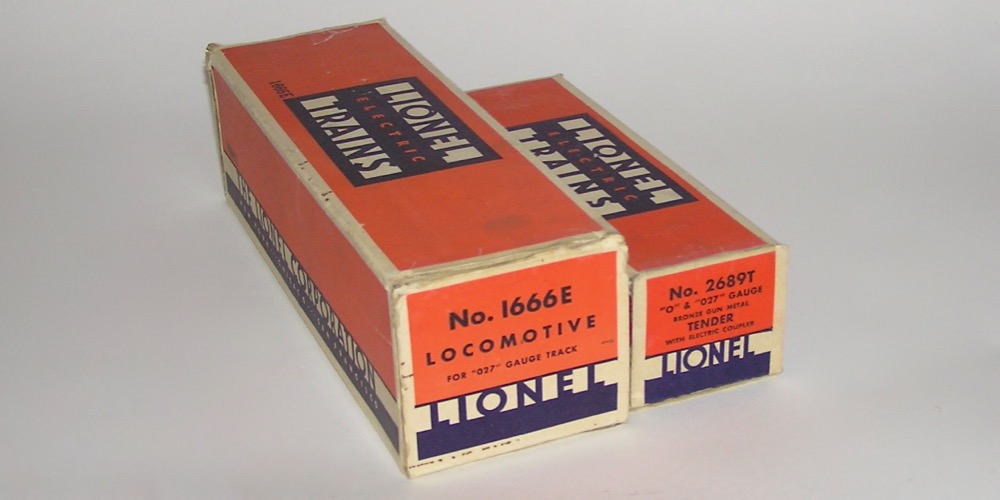 1666E
LIONEL
ELECTRIC
TRAINS
THE LIONEL CORPORATION
No. 1666E
LOCOMOTIVE
FOR "027" GAUGE TRACK
LIONEL
LIONEL
ELECTRIC
TRAINS
No. 2689T
"O" & "027" GAUGE
BRONZE GUN METAL
TENDER
WITH ELECTRIC COUPLER
LIONEL